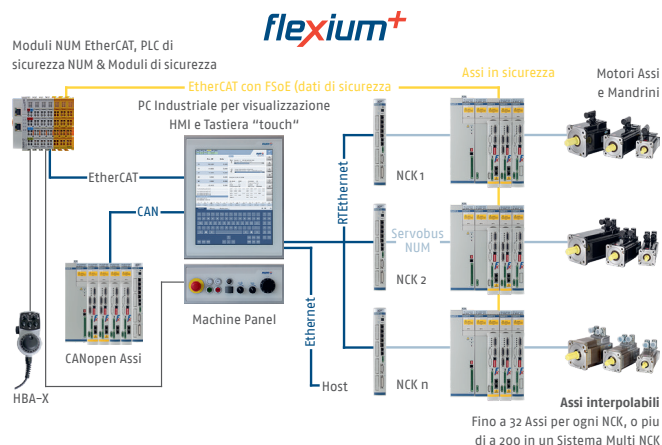 flexium+
Moduli NUM EtherCAT, PLC di
sicurezza NUM & Moduli di sicurezza
EtherCAT con FSoE (dati di sicurezza
Assi in sicurezza
Motori Assi
e Mandrini
PC Industriale per visualizzazione
HMI e Tastiera “touch“
EtherCAT
CAN
RTEthernet
NCK 1
Servobus
NUM
NCK 2
Machine Panel
Ethernet
CANopen Assi
HBA-X
Host
NCK n
Assi interpolabili
Fino a 32 Assi per ogni NCK, o piu
di a 200 in un Sistema Multi NCK